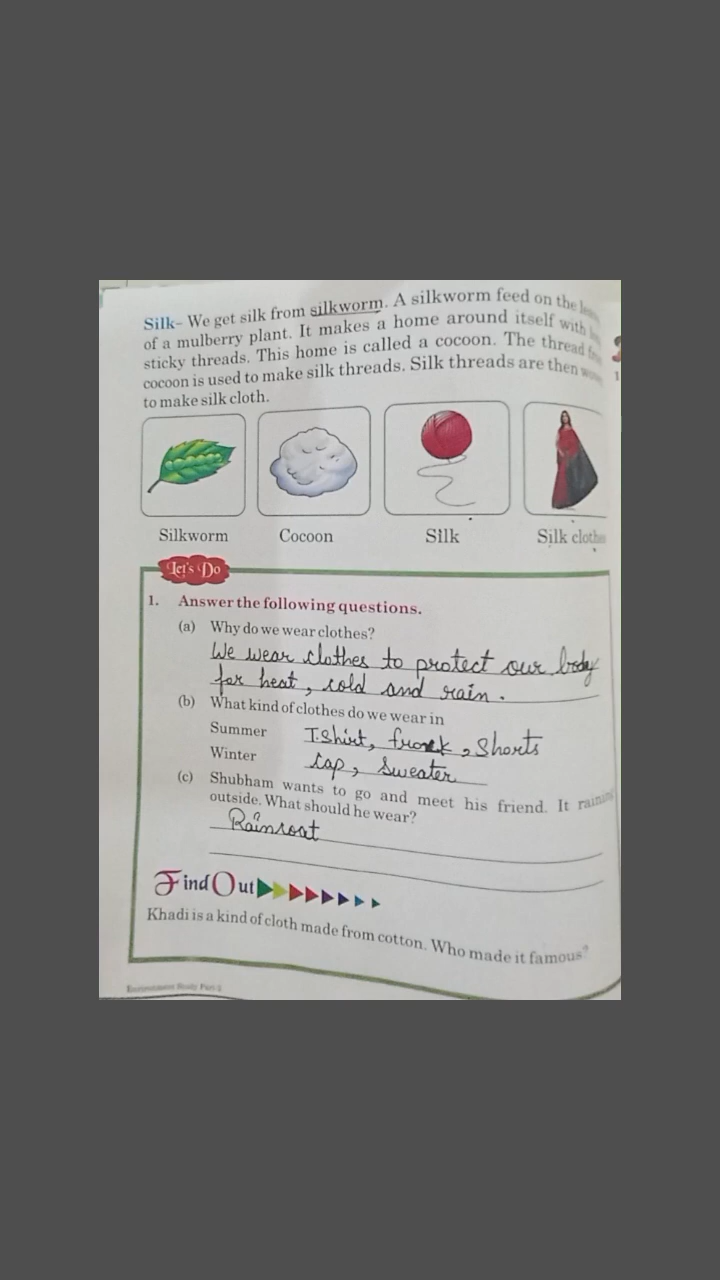 Silk- We get silk from silkworm. A silkworm feed on the
of a mulberry plant. It makes a home around itself with
sticky threads. This home is called a cocoon. The thread
cocoon is used to make silk threads. Silk threads are then
to make silk cloth.
Silkworm Cocoon Silk Silk clothes
Let's Do
1. Answer the following questions.
(a) Why do we wear clothes?
We wear clothes to protect our body
for heat, cold and rain.
(b) What kind of clothes do we wear in
Summer T.Shirt, frock, Shorts
Winter cap, Sweater
(c) Shubham wants to go and meet his friend. It raining
outside. What should he wear?
Raincoat
Find Out
Khadi is a kind of cloth made from cotton. Who made it famous?